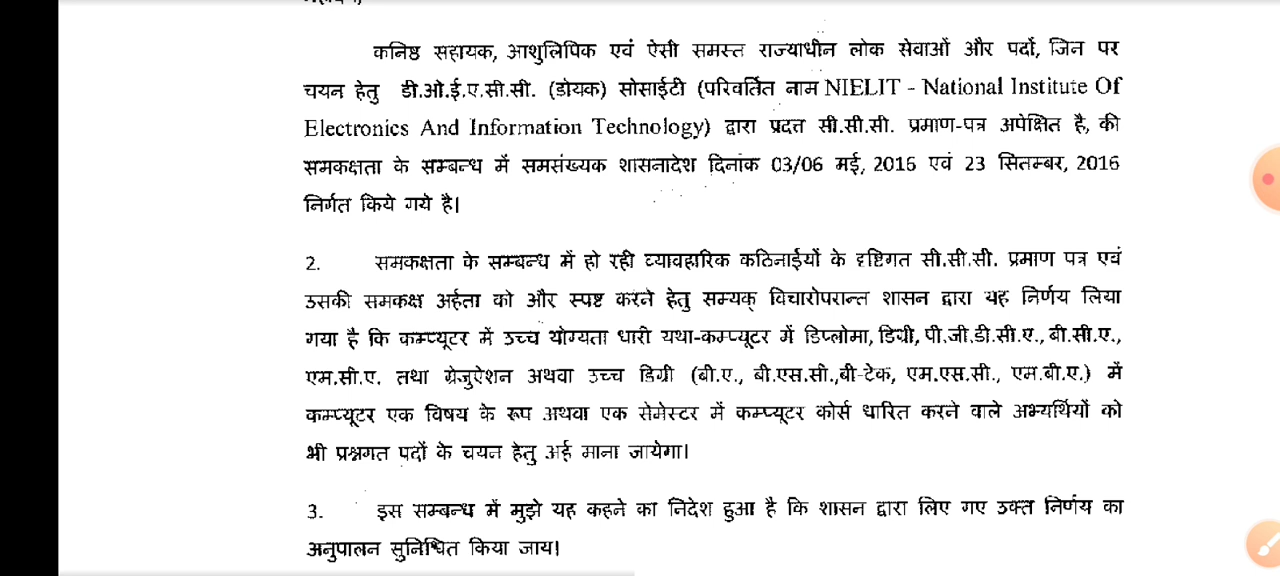 कनिष्ठ सहायक, आशुलिपिक एवं ऐसी समस्त राज्याधीन लोक सेवाओं और पदों, जिन पर
चयन हेतु डी.ओ.ई.ए.सी.सी. (डोयक) सोसाईटी (परिवर्तित नाम NIELIT - National Institute Of
Electronics And Information Technology) द्वारा प्रदत्त सी.सी.सी. प्रमाण-पत्र अपेक्षित है, की
समकक्षता के सम्बन्ध में समसंख्यक शासनादेश दिनांक 03/06 मई, 2016 एवं 23 सितम्बर, 2016
निर्गत किये गये है।
2. समकक्षता के सम्बन्ध में हो रही व्यावहारिक कठिनाईयों के दृष्टिगत सी.सी.सी. प्रमाण पत्र एवं
उसकी समकक्ष अर्हता को और स्पष्ट करने हेतु सम्यक् विचारोपरान्त शासन द्वारा यह निर्णय लिया
गया है कि कम्प्यूटर में उच्च योग्यता धारी यथा-कम्प्यूटर में डिप्लोमा, डिग्री, पी.जी.डी.सी.ए., बी.सी.ए.,
एम.सी.ए. तथा ग्रेजुऐशन अथवा उच्च डिग्री (बी.ए., बी.एस.सी.,बी-टेक, एम.एस.सी., एम.बी.ए.) में
कम्प्यूटर एक विषय के रूप अथवा एक सेमेस्टर में कम्प्यूटर कोर्स धारित करने वाले अभ्यर्थियों को
भी प्रश्नगत पदों के चयन हेतु अर्ह माना जायेगा।
3. इस सम्बन्ध में मुझे यह कहने का निदेश हुआ है कि शासन द्वारा लिए गए उक्त निर्णय का
अनुपालन सुनिश्चित किया जाय।